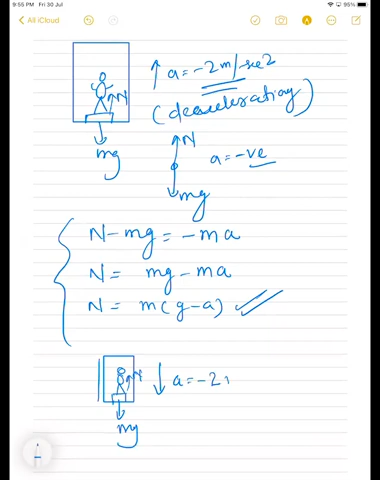 9:55 PM Fri 30 Jul
95%
All iCloud
N
mg
↑ a = -2 m/sec2
(decelerating)
N
mg
a = -ve
N - mg = - ma
N = mg - ma
N = m(g-a)
N
mg
↓ a = -2